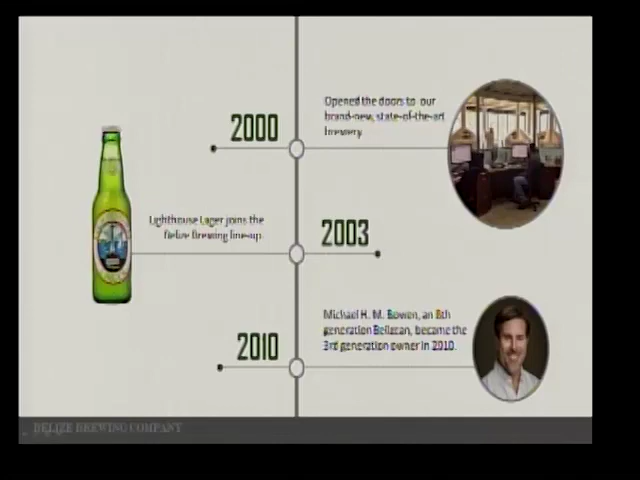 2000
Opened the doors to our
brand-new, state-of-the-art
brewery.
Lighthouse Lager joins the
Belize Brewing line-up.
2003
2010
Michael H. M. Bowen, an 8th
generation Belizean, became the
3rd generation owner in 2010.
BELIZE BREWING COMPANY